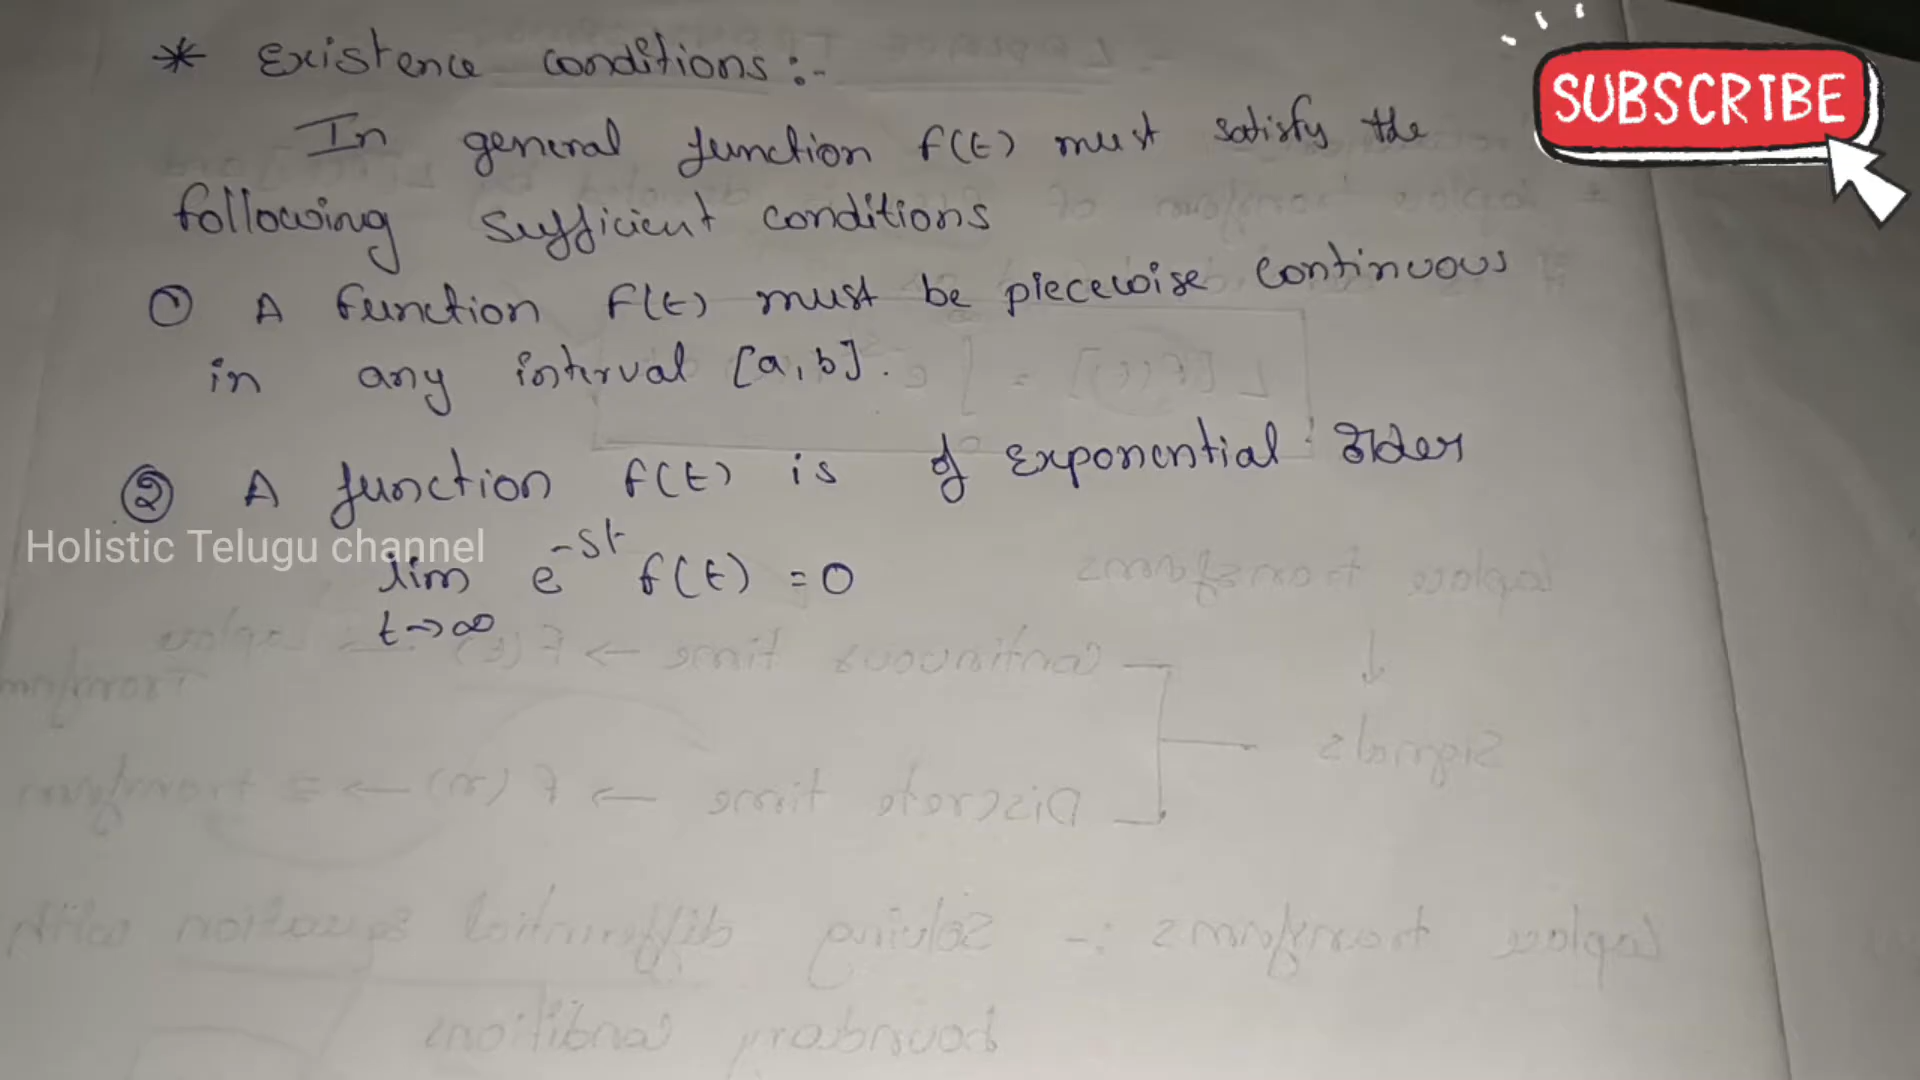 * Existence conditions :-
SUBSCRIBE
In general function f(t) must satisfy the
following sufficient conditions
① A function F(t) must be piecewise continuous
in any interval [a,b].
② A function f(t) is of exponential order
Holistic Telugu channel
lim e^-st f(t) = 0
t→∞